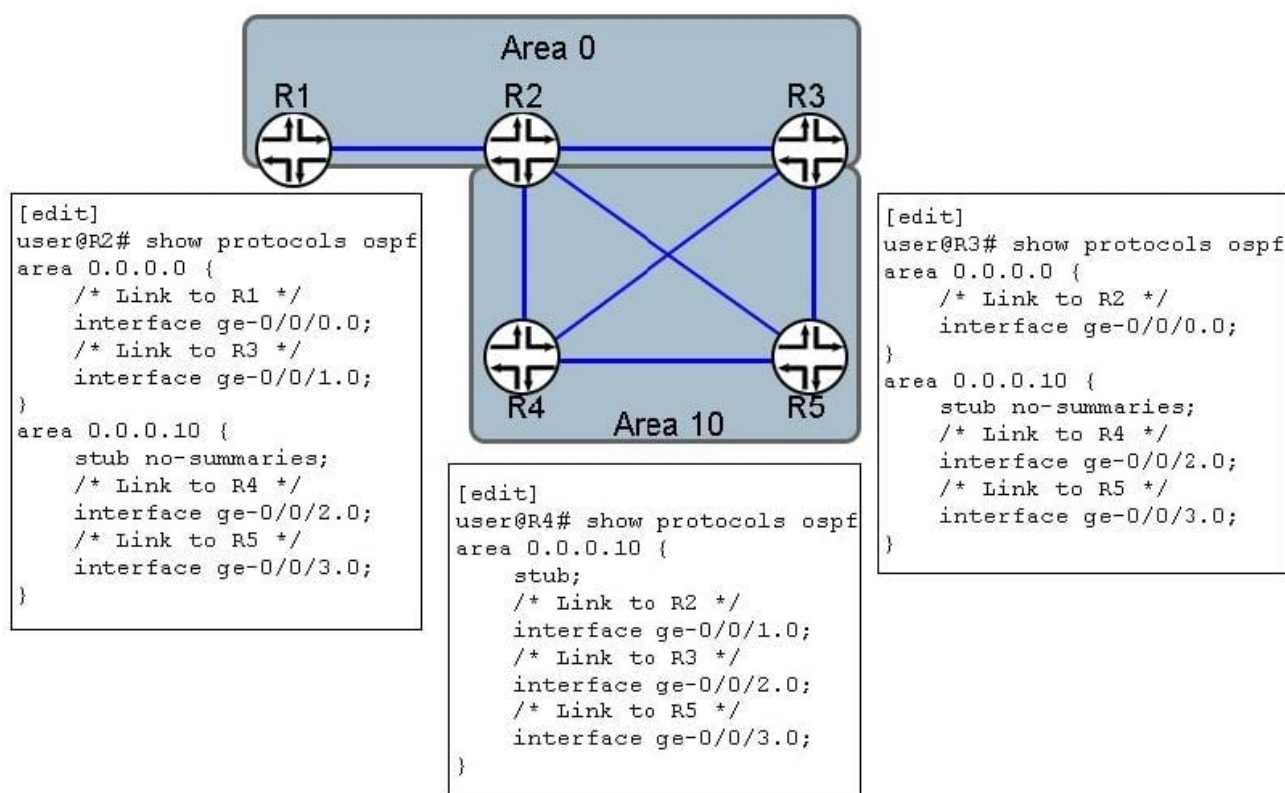 Area 0
R1
R2
R3
[edit]
user@R2# show protocols ospf
area 0.0.0.0 {
    /* Link to R1 */
    interface ge-0/0/0.0;
    /* Link to R3 */
    interface ge-0/0/1.0;
}
area 0.0.0.10 {
    stub no-summaries;
    /* Link to R4 */
    interface ge-0/0/2.0;
    /* Link to R5 */
    interface ge-0/0/3.0;
}
R4
R5
Area 10
[edit]
user@R4# show protocols ospf
area 0.0.0.10 {
    stub;
    /* Link to R2 */
    interface ge-0/0/1.0;
    /* Link to R3 */
    interface ge-0/0/2.0;
    /* Link to R5 */
    interface ge-0/0/3.0;
}
[edit]
user@R3# show protocols ospf
area 0.0.0.0 {
    /* Link to R2 */
    interface ge-0/0/0.0;
}
area 0.0.0.10 {
    stub no-summaries;
    /* Link to R4 */
    interface ge-0/0/2.0;
    /* Link to R5 */
    interface ge-0/0/3.0;
}